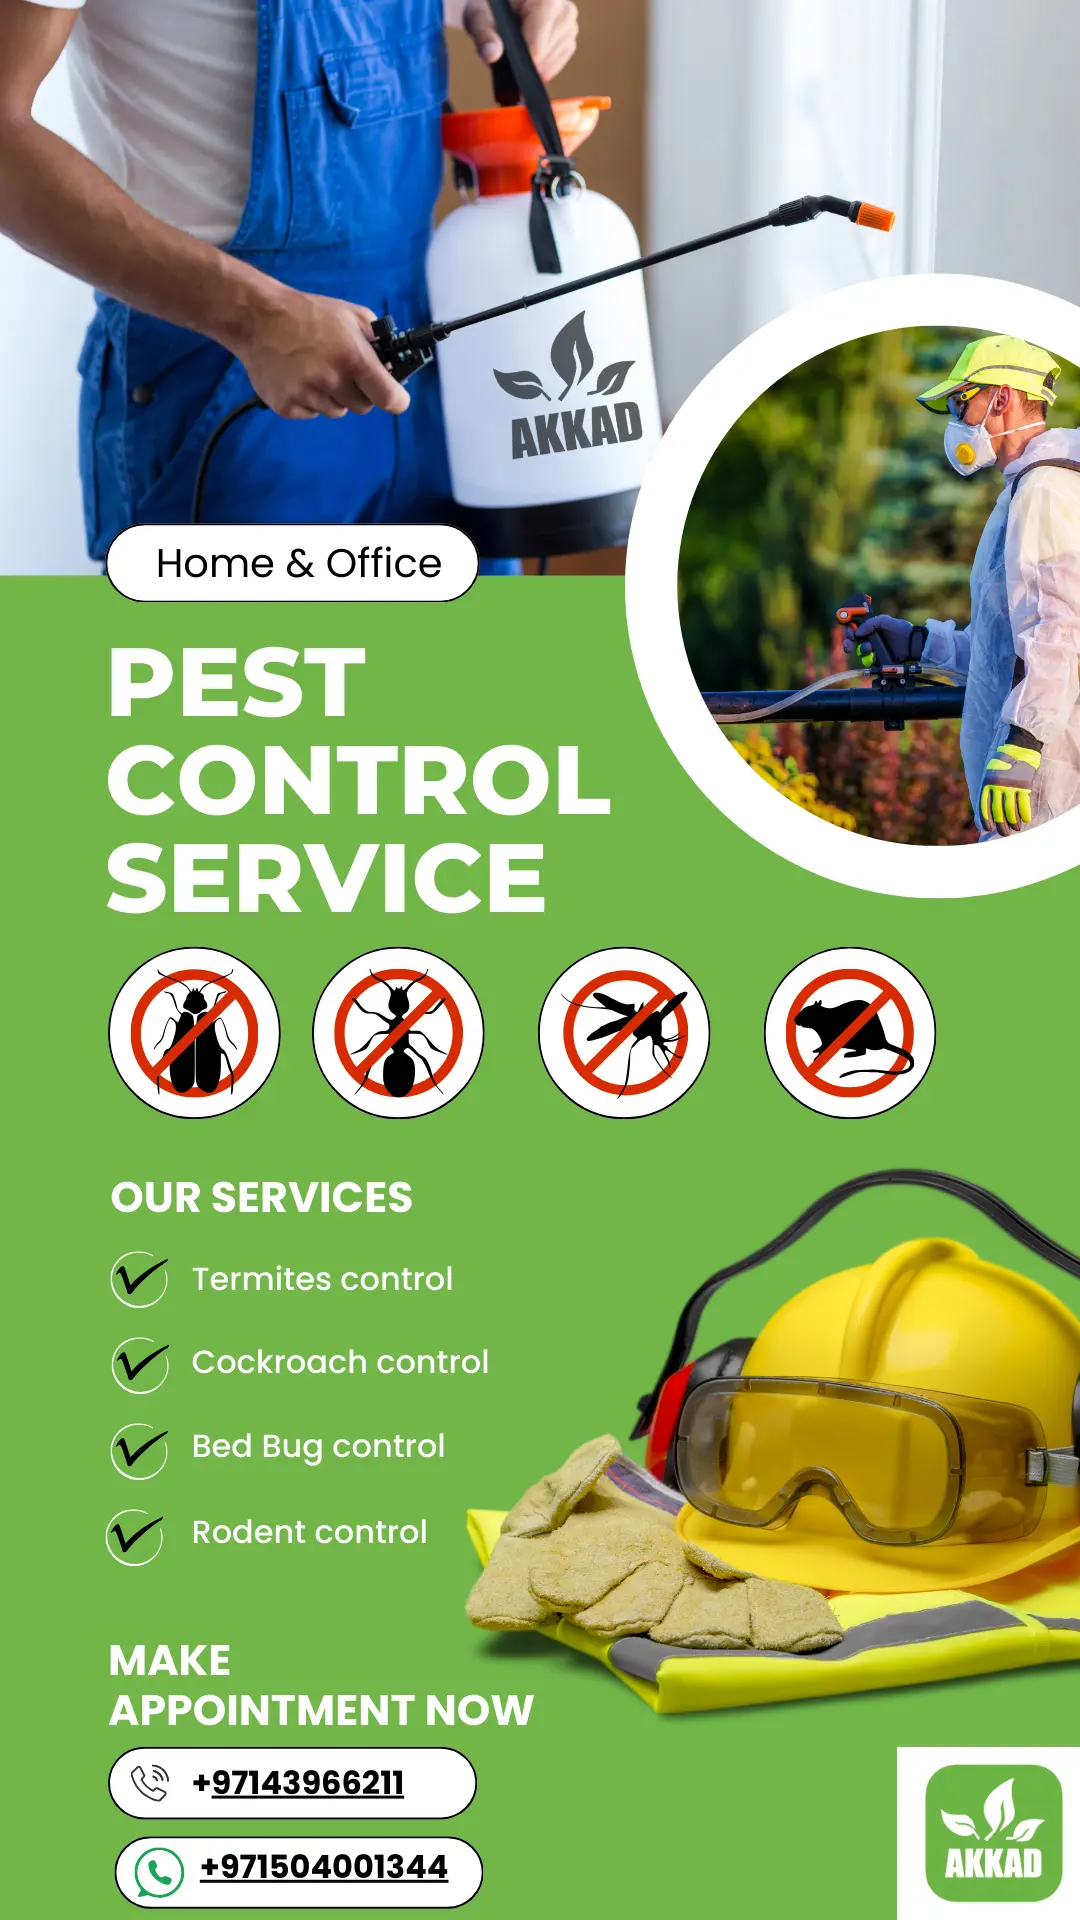 AKKAD
Home & Office
PEST
CONTROL
SERVICE
OUR SERVICES
Termites control
Cockroach control
Bed Bug control
Rodent control
MAKE
APPOINTMENT NOW
+97143966211
+971504001344
AKKAD